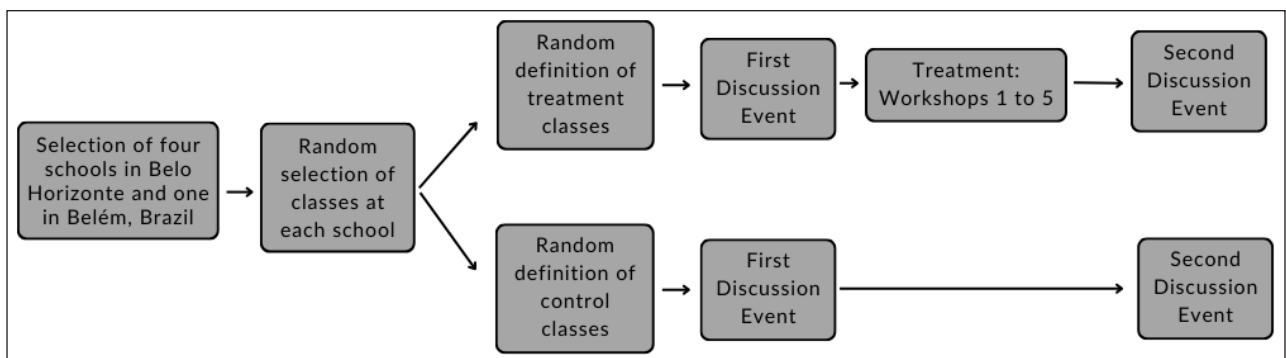 Selection of four
schools in Belo
Horizonte and one
in Belém, Brazil
Random
selection of
classes at
each school
Random
definition of
treatment
classes
First
Discussion
Event
Treatment:
Workshops 1 to 5
Second
Discussion
Event
Random
definition of
control
classes
First
Discussion
Event
Second
Discussion
Event